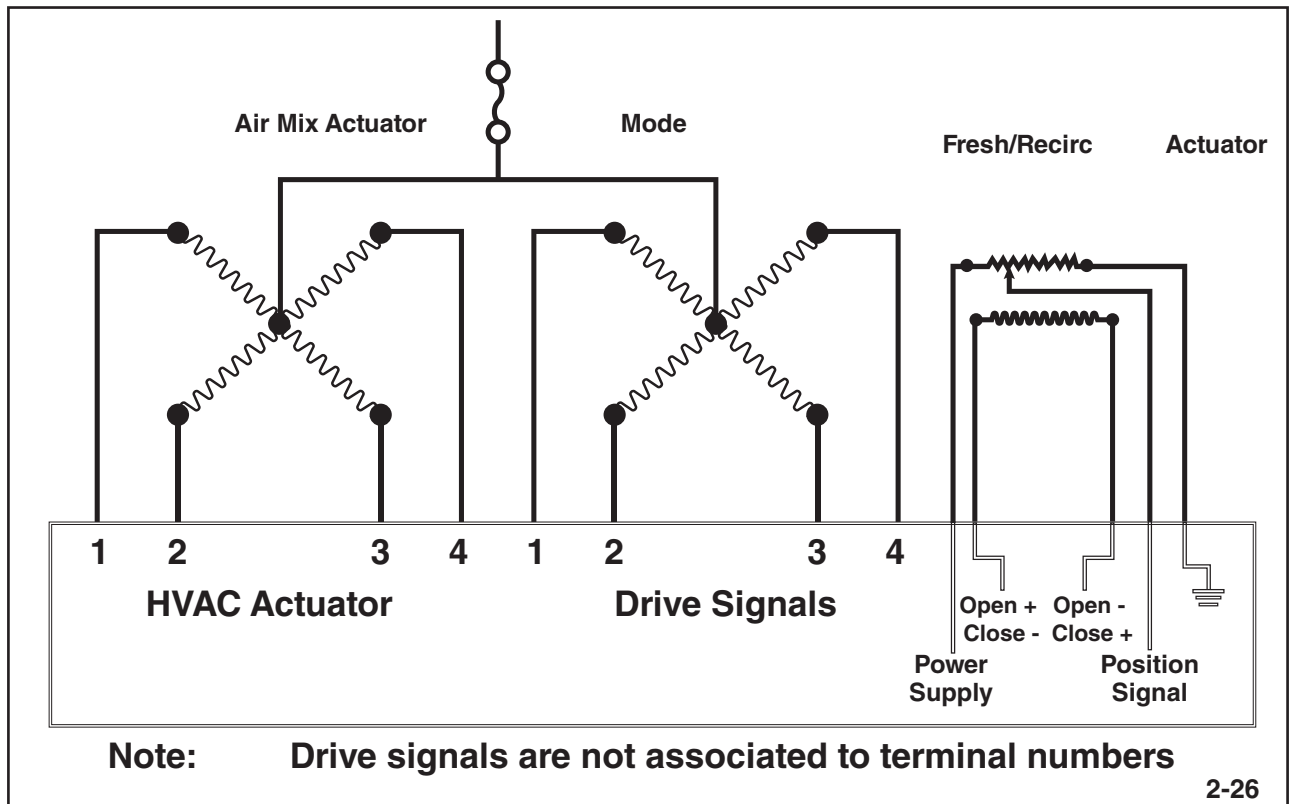 Air Mix Actuator Mode
Fresh/Recirc Actuator
1 2 3 4 1 2 3 4
HVAC Actuator Drive Signals
Open + Open -
Close - Close +
Power Position
Supply Signal
Note: Drive signals are not associated to terminal numbers
2-26